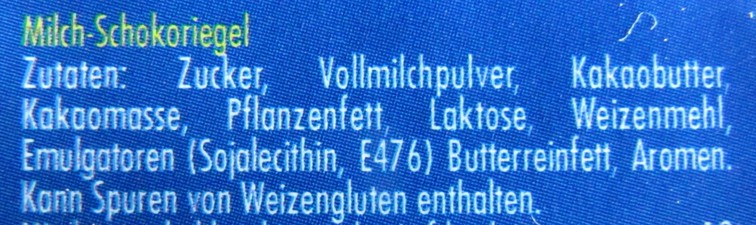 Milch-Schokoriegel
Zutaten: Zucker, Vollmilchpulver, Kakaobutter,
Kakaomasse, Pflanzenfett, Laktose, Weizenmehl,
Emulgatoren (Sojalecithin, E476) Butterreinfett, Aromen.
Kann Spuren von Weizengluten enthalten.